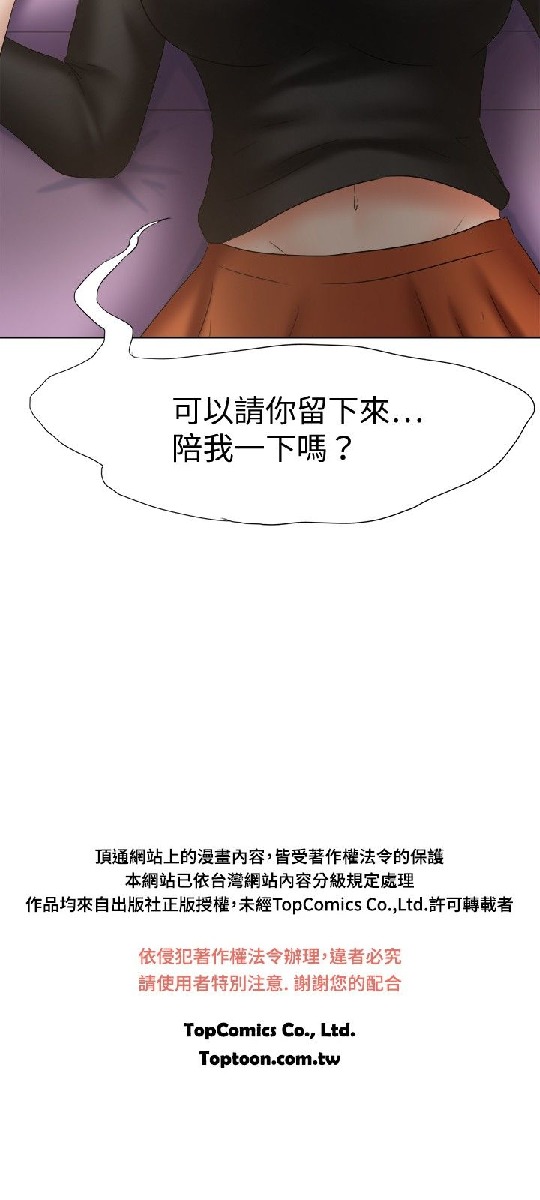 可以請你留下來...
陪我一下嗎？
頂通網站上的漫畫內容，皆受著作權法令的保護
本網站已依台灣網站內容分級規定處理
作品均來自出版社正版授權，未經TopComics Co.,Ltd.許可轉載者
依侵犯著作權法令辦理，違者必究
請使用者特別注意. 謝謝您的配合
TopComics Co., Ltd.
Toptoon.com.tw